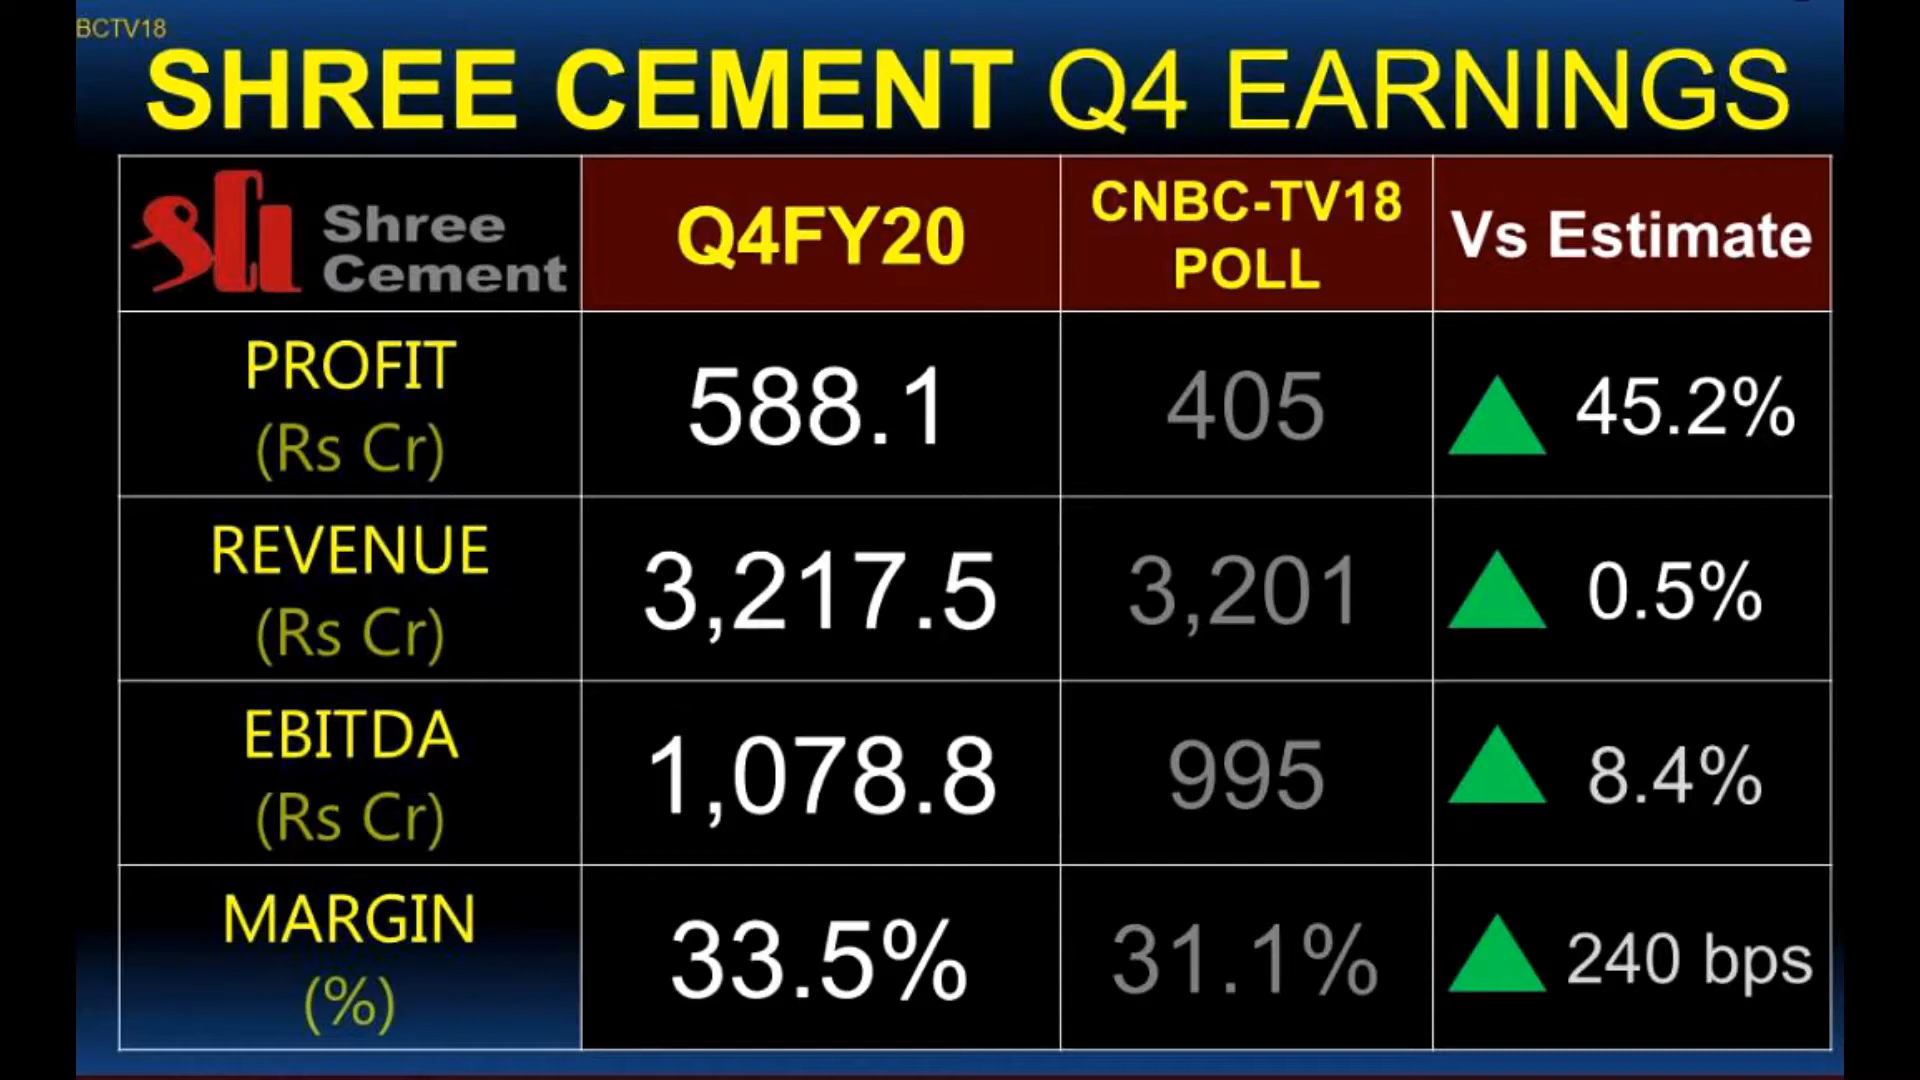 BCTV18
SHREE CEMENT Q4 EARNINGS
Shree
Cement
Q4FY20
CNBC-TV18
POLL
Vs Estimate
PROFIT
(Rs Cr)
588.1
405
45.2%
REVENUE
(Rs Cr)
3,217.5
3,201
0.5%
EBITDA
(Rs Cr)
1,078.8
995
8.4%
MARGIN
(%)
33.5%
31.1%
240 bps